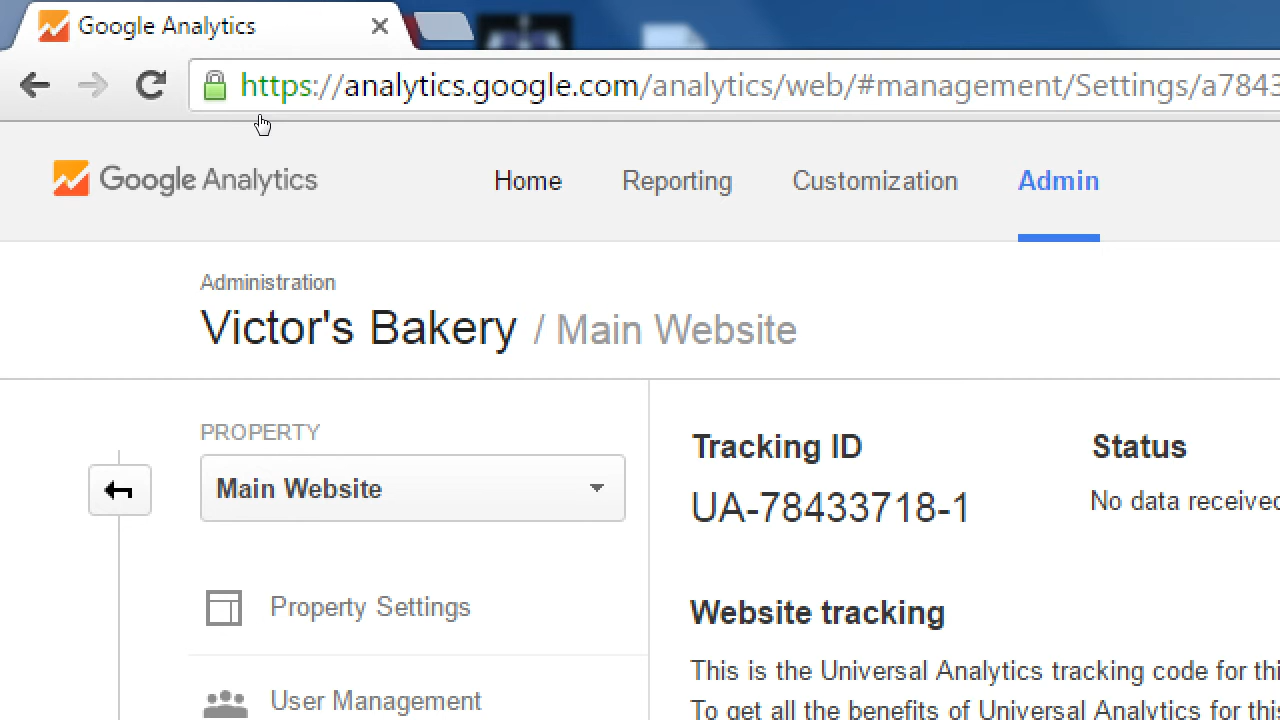 Google Analytics
https://analytics.google.com/analytics/web/#management/Settings/a7843
Google Analytics Home Reporting Customization Admin
Administration
Victor's Bakery / Main Website
PROPERTY
Main Website
Property Settings
User Management
Tracking ID Status
UA-78433718-1 No data received
Website tracking
This is the Universal Analytics tracking code for thi
To get all the benefits of Universal Analytics for this